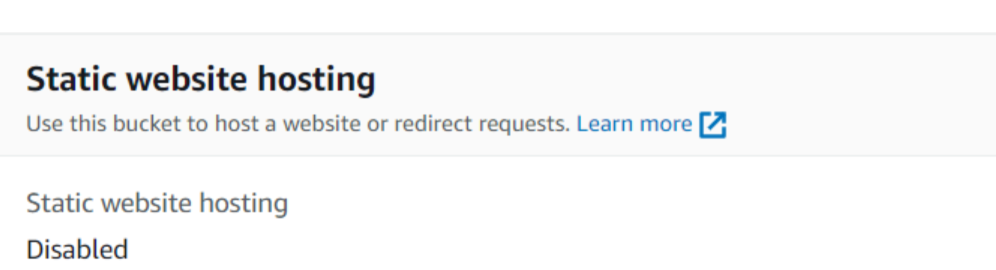 Static website hosting
Use this bucket to host a website or redirect requests. Learn more
Static website hosting
Disabled